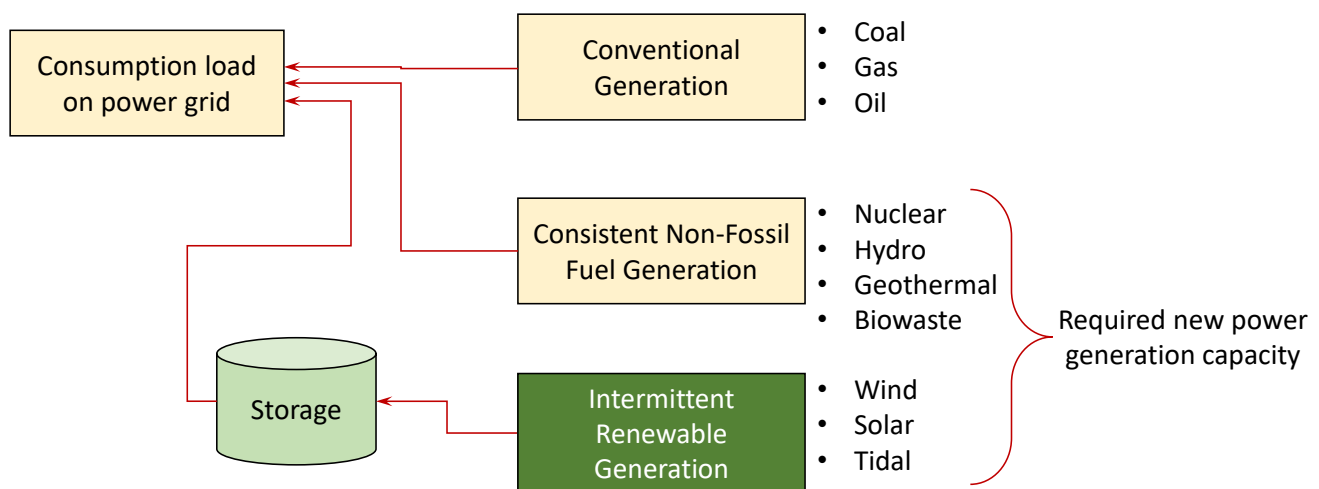 Consumption load
on power grid
Conventional
Generation
• Coal
• Gas
• Oil
Consistent Non-Fossil
Fuel Generation
• Nuclear
• Hydro
• Geothermal
• Biowaste
Required new power
generation capacity
Storage
Intermittent
Renewable
Generation
• Wind
• Solar
• Tidal